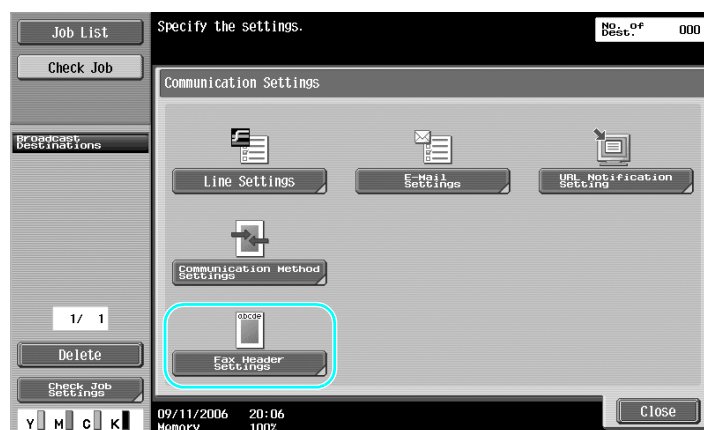 Job List
Check Job
Broadcast
Destinations
1/ 1
Delete
Check Job
Settings
Y M C K
Specify the settings.
No. of
Dest.
000
Communication Settings
Line Settings
E-Mail
Settings
URL Notification
Setting
Communication Method
Settings
abcde
Fax Header
Settings
09/11/2006 20:06
Memory 100%
Close